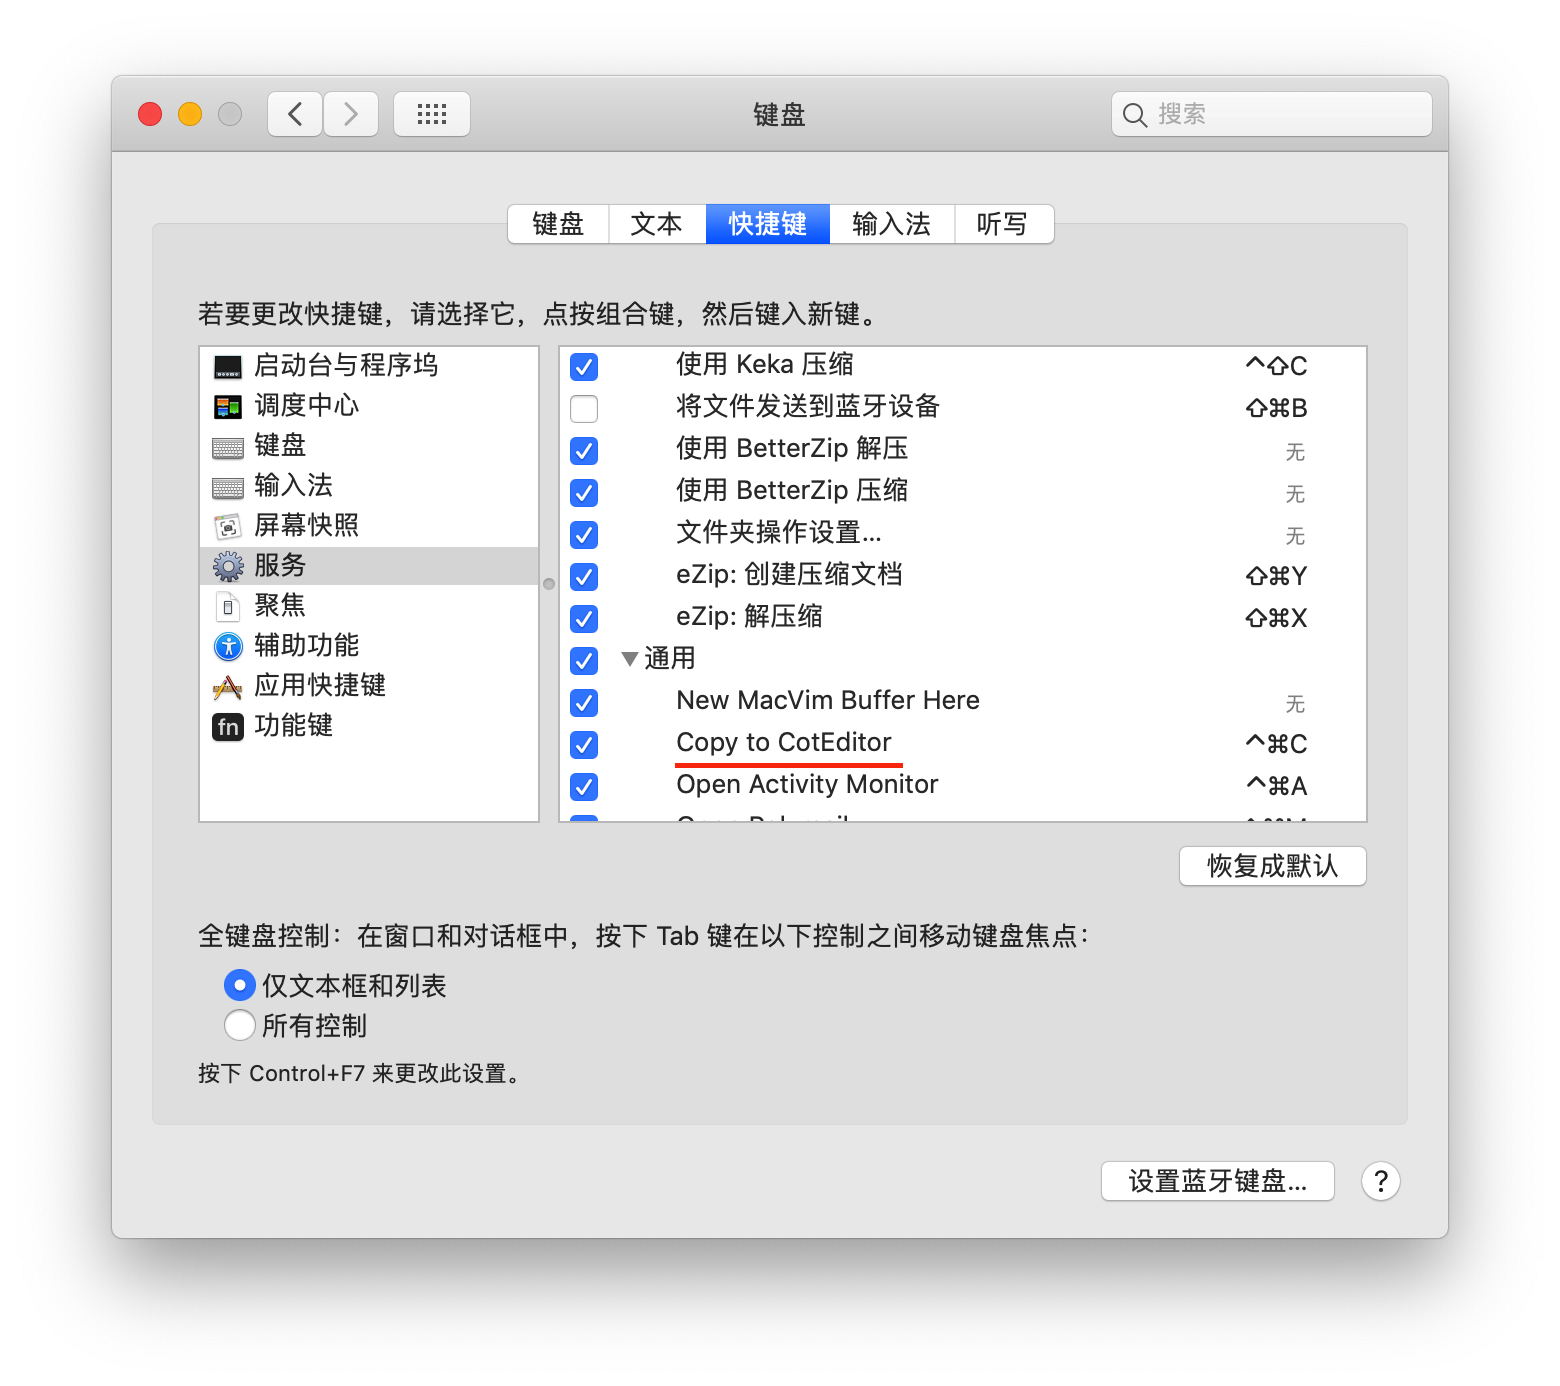 键盘
搜索
键盘 文本 快捷键 输入法 听写
若要更改快捷键，请选择它，点按组合键，然后键入新键。
启动台与程序坞
调度中心
键盘
输入法
屏幕快照
服务
聚焦
辅助功能
fn
应用快捷键
功能键
使用 Keka 压缩 ^⇧C
将文件发送到蓝牙设备 ⇧⌘B
使用 BetterZip 解压 无
使用 BetterZip 压缩 无
文件夹操作设置... 无
eZip: 创建压缩文档 ⇧⌘Y
eZip: 解压缩 ⇧⌘X
通用
New MacVim Buffer Here 无
Copy to CotEditor ^⌘C
Open Activity Monitor ^⌘A
恢复成默认
全键盘控制：在窗口和对话框中，按下 Tab 键在以下控制之间移动键盘焦点：
仅文本框和列表
所有控制
按下 Control+F7 来更改此设置。
设置蓝牙键盘... ?